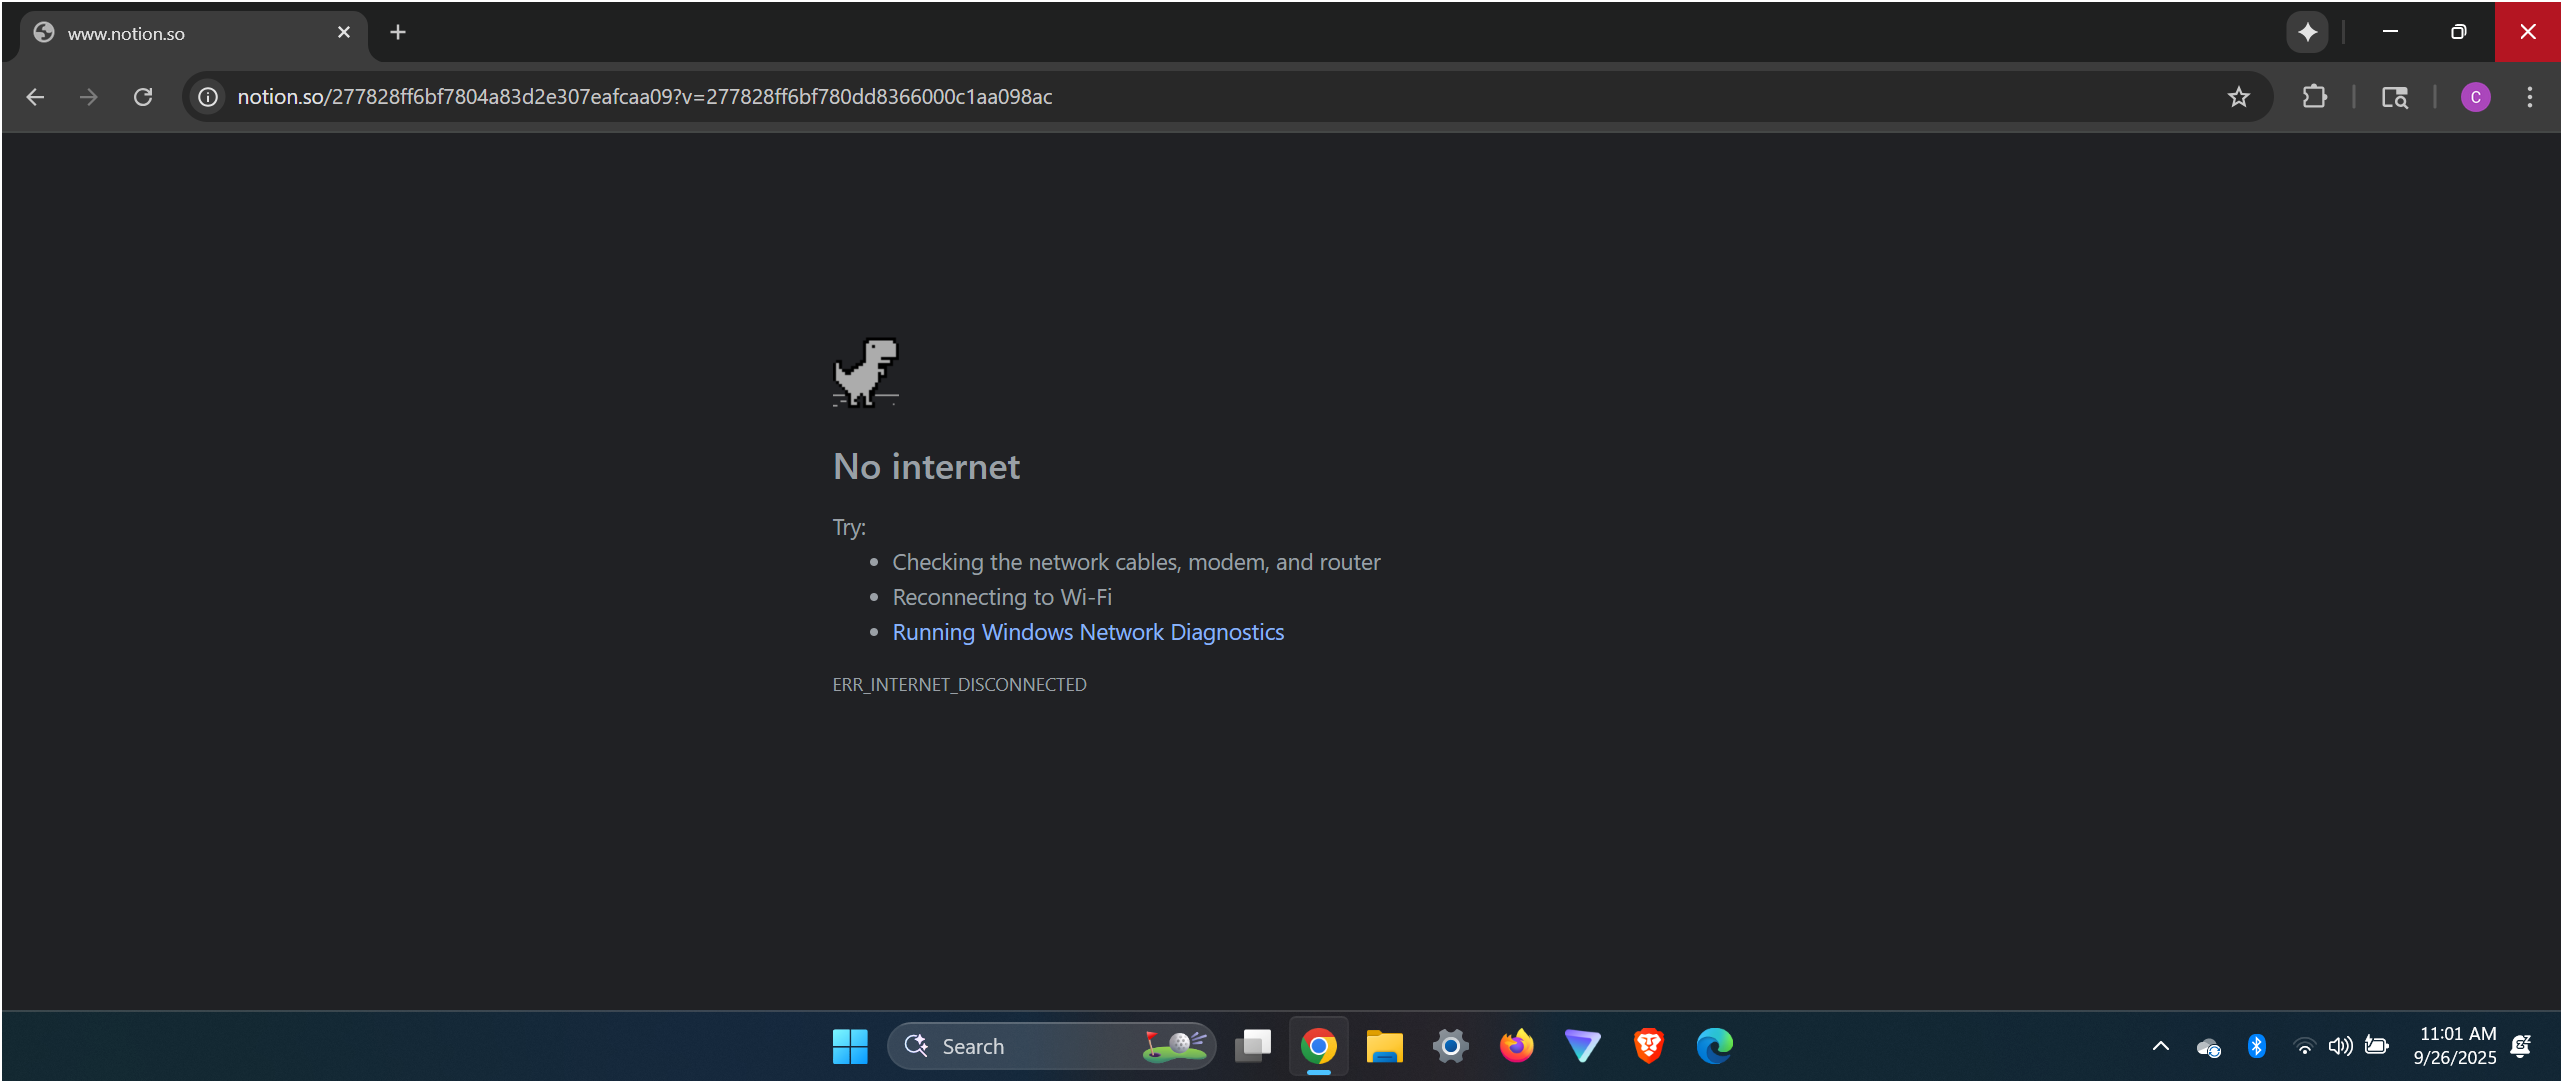 www.notion.so
notion.so/277828ff6bf7804a83d2e307eafcaa09?v=277828ff6bf780dd8366000c1aa098ac
C
No internet
Try:
• Checking the network cables, modem, and router
• Reconnecting to Wi-Fi
• Running Windows Network Diagnostics
ERR_INTERNET_DISCONNECTED
Search
11:01 AM
9/26/2025